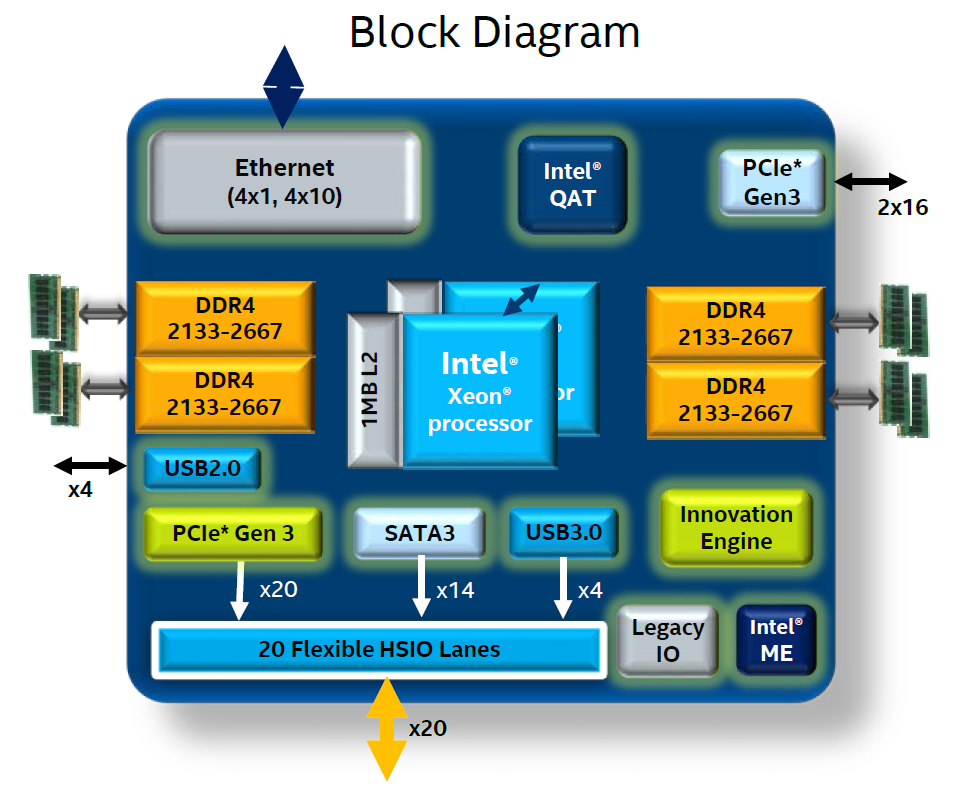 Block Diagram
Ethernet
(4x1, 4x10)
Intel®
QAT
PCIe*
Gen3
2x16
DDR4
2133-2667
DDR4
2133-2667
1MB L2
Intel®
Xeon®
processor
®
or
DDR4
2133-2667
DDR4
2133-2667
USB2.0
x4
PCIe* Gen 3
SATA3
USB3.0
Innovation
Engine
x20
x14
x4
20 Flexible HSIO Lanes
Legacy
IO
Intel®
ME
x20